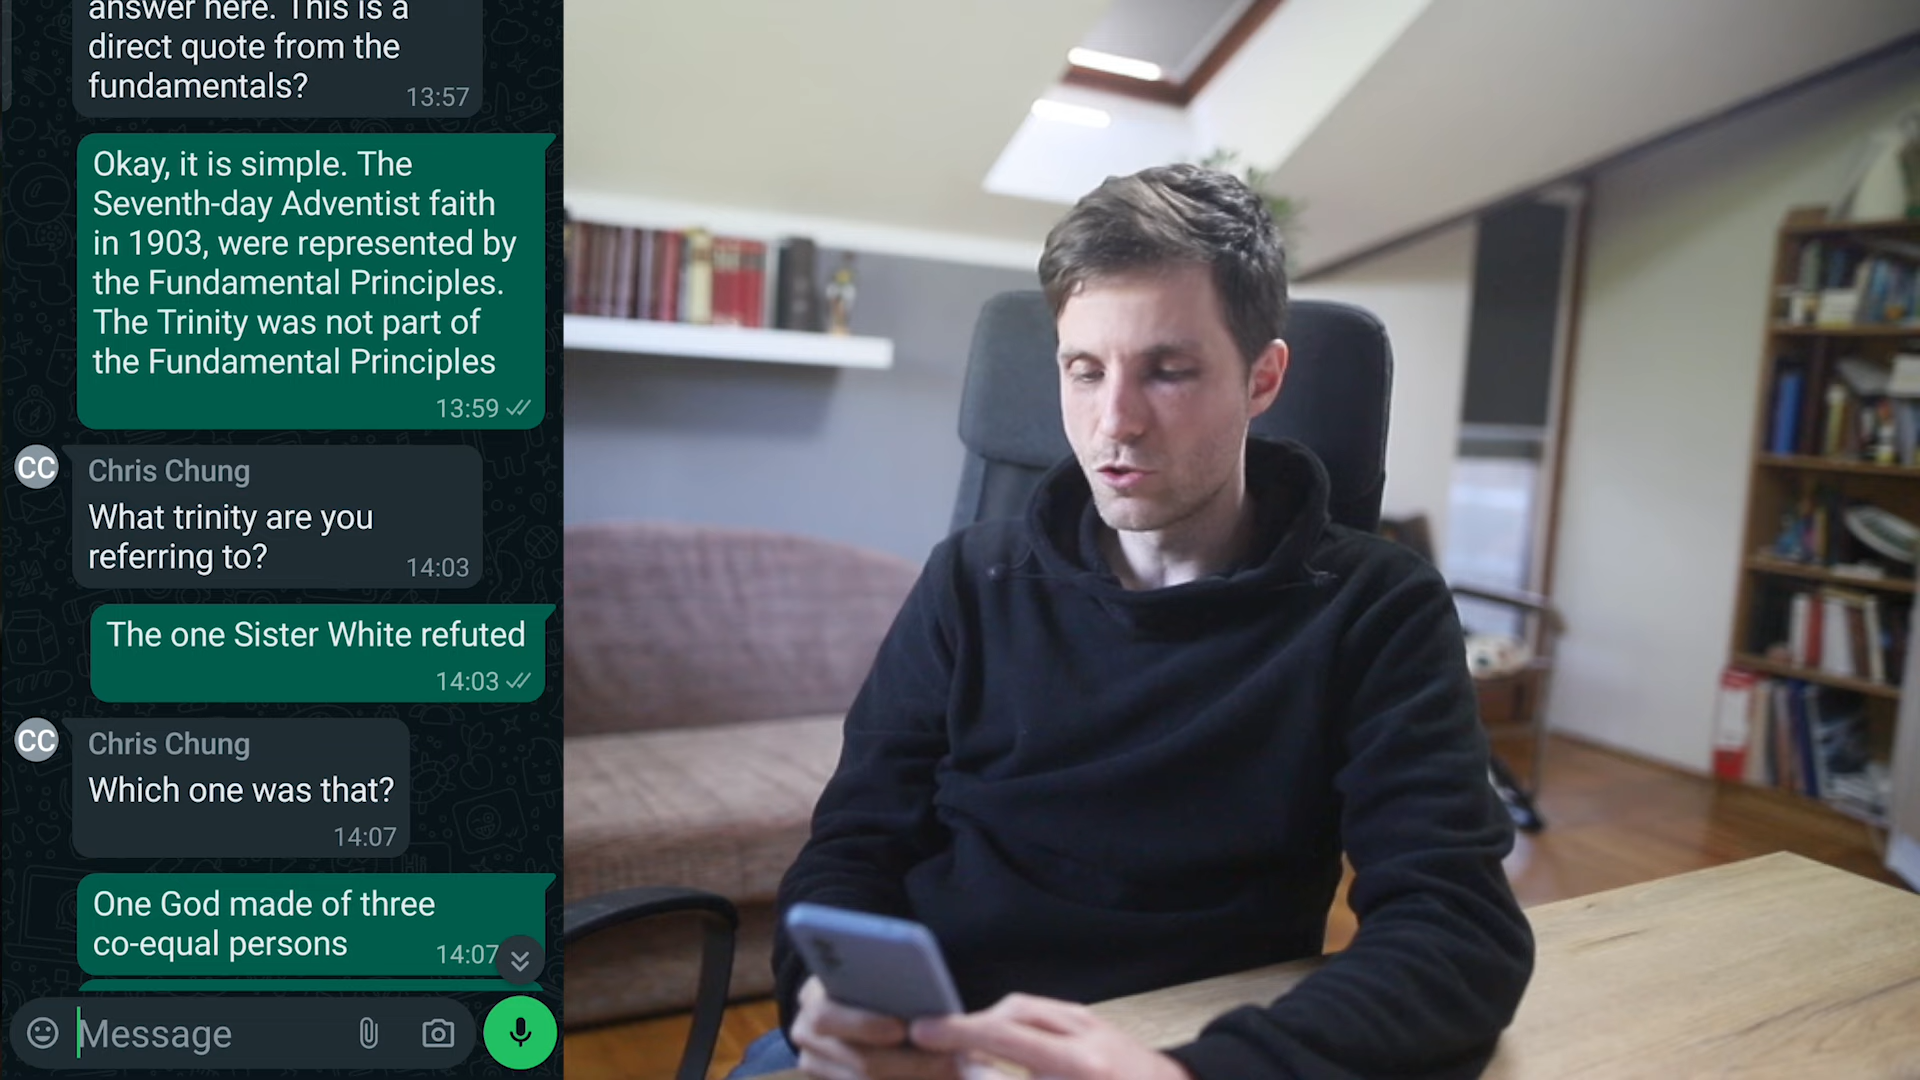 answer here. This is a
direct quote from the
fundamentals?
13:57
Okay, it is simple. The
Seventh-day Adventist faith
in 1903, were represented by
the Fundamental Principles.
The Trinity was not part of
the Fundamental Principles
13:59
CC
Chris Chung
What trinity are you
referring to?
14:03
The one Sister White refuted
14:03
CC
Chris Chung
Which one was that?
14:07
One God made of three
co-equal persons
14:07
Message